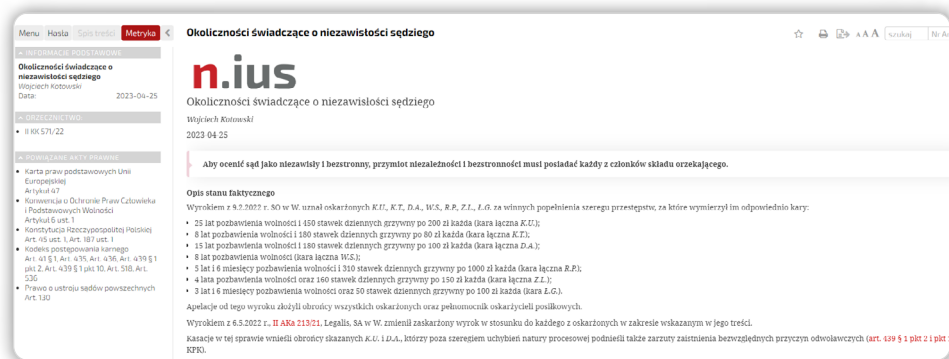 Menu Hasła Spis treści Metryka
Okoliczności świadczące o niezawisłości sędziego
AAA szukaj
INFORMACJE PODSTAWOWE
Okoliczności świadczące o
niezawisłości sędziego
Wojciech Kotowski
Data: 2023-04-25
ORZECZNICTWO:
II KK 571/22
POWIĄZANE AKTY PRAWNE
Karta praw podstawowych Unii
Europejskiej
Artykuł 47
Konwencja o Ochronie Praw Człowieka
i Podstawowych Wolności
Artykuł 6 ust. 1
Konstytucja Rzeczypospolitej Polskiej
Art. 45 ust. 1, Art. 187 ust. 1
Kodeks postępowania karnego
Art. 41 § 1, Art. 435, Art. 436, Art. 439 § 1
pkt 2, Art. 439 § 1 pkt 10, Art. 518, Art.
536
Prawo o ustroju sądów powszechnych
Art. 130
n.ius
Okoliczności świadczące o niezawisłości sędziego
Wojciech Kotowski
2023-04-25
Aby ocenić sąd jako niezawisły i bezstronny, przymiot niezależności i bezstronności musi posiadać każdy z członków składu orzekającego.
Opis stanu faktycznego
Wyrokiem z 9.2.2022 r. SO w W. uznał oskarżonych K.U., K.T., D.A., W.S., R.P., Z.L., Ł.G. za winnych popełnienia szeregu przestępstw, za które wymierzył im odpowiednio kary:
• 25 lat pozbawienia wolności i 450 stawek dziennych grzywny po 200 zł każda (kara łączna K.U.);
• 8 lat pozbawienia wolności i 180 stawek dziennych grzywny po 80 zł każda (kara łączna K.T.);
• 15 lat pozbawienia wolności i 180 stawek dziennych grzywny po 100 zł każda (kara łączna D.A.);
• 8 lat pozbawienia wolności (kara łączna W.S.);
• 5 lat i 6 miesięcy pozbawienia wolności i 310 stawek dziennych grzywny po 1000 zł każda (kara łączna R.P.);
• 4 lata pozbawienia wolności oraz 160 stawek dziennych grzywny po 150 zł każda (kara łączna Z.L.);
• 3 lat i 6 miesięcy pozbawienia wolności oraz 50 stawek dziennych grzywny po 100 zł każda (kara Ł.G.).
Apelacje od tego wyroku złożyli obrońcy wszystkich oskarżonych oraz pełnomocnik oskarżycieli posiłkowych.
Wyrokiem z 6.5.2022 r., II AKa 213/21, Legalis, SA w W. zmienił zaskarżony wyrok w stosunku do każdego z oskarżonych w zakresie wskazanym w jego treści.
Kasacje w tej sprawie wnieśli obrońcy skazanych K.U. i D.A., którzy poza szeregiem uchybień natury procesowej podnieśli także zarzuty zaistnienia bezwzględnych przyczyn odwoławczych (art. 439 § 1 pkt 2 i pkt
KPK).